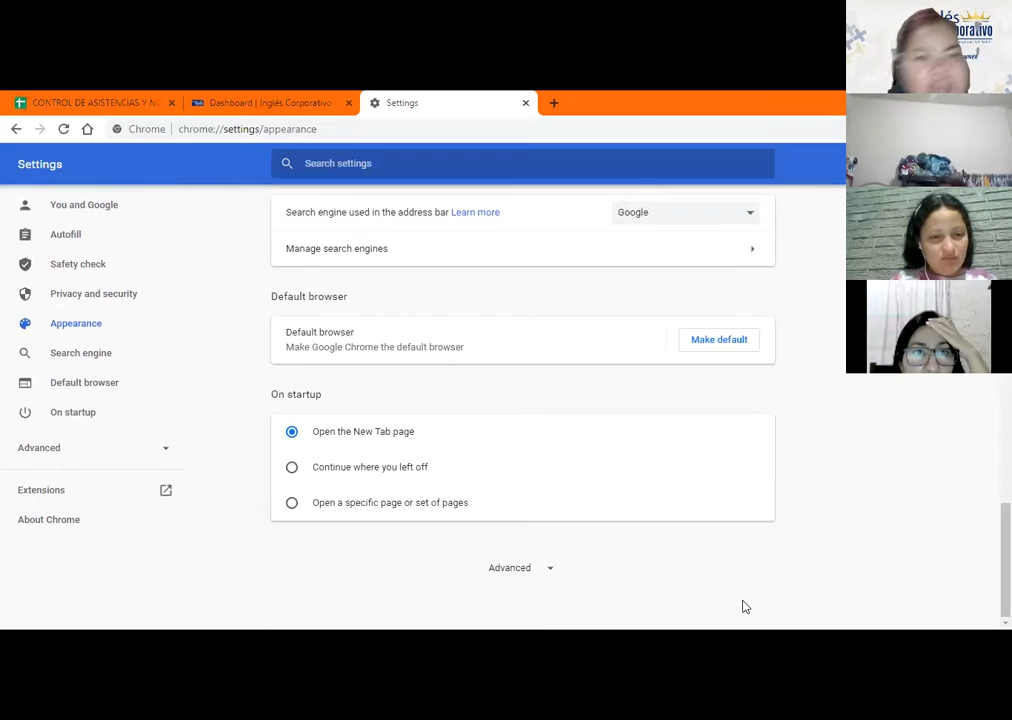 CONTROL DE ASISTENCIAS Y N
Dashboard | Inglés Corporativo
Settings
Chrome | chrome://settings/appearance
Settings
Search settings
You and Google
Autofill
Safety check
Privacy and security
Appearance
Search engine
Default browser
On startup
Advanced
Extensions
About Chrome
Search engine used in the address bar Learn more
Google
Manage search engines
Default browser
Default browser
Make Google Chrome the default browser
Make default
On startup
Open the New Tab page
Continue where you left off
Open a specific page or set of pages
Advanced